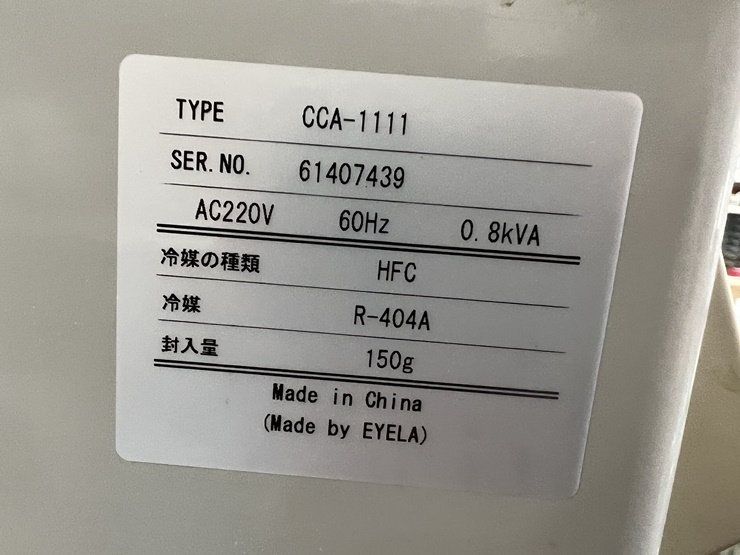 TYPE CCA-1111
SER.NO. 61407439
AC220V 60Hz 0.8kVA
冷媒の種類 HFC
冷媒 R-404A
封入量 150g
Made in China
(Made by EYELA)